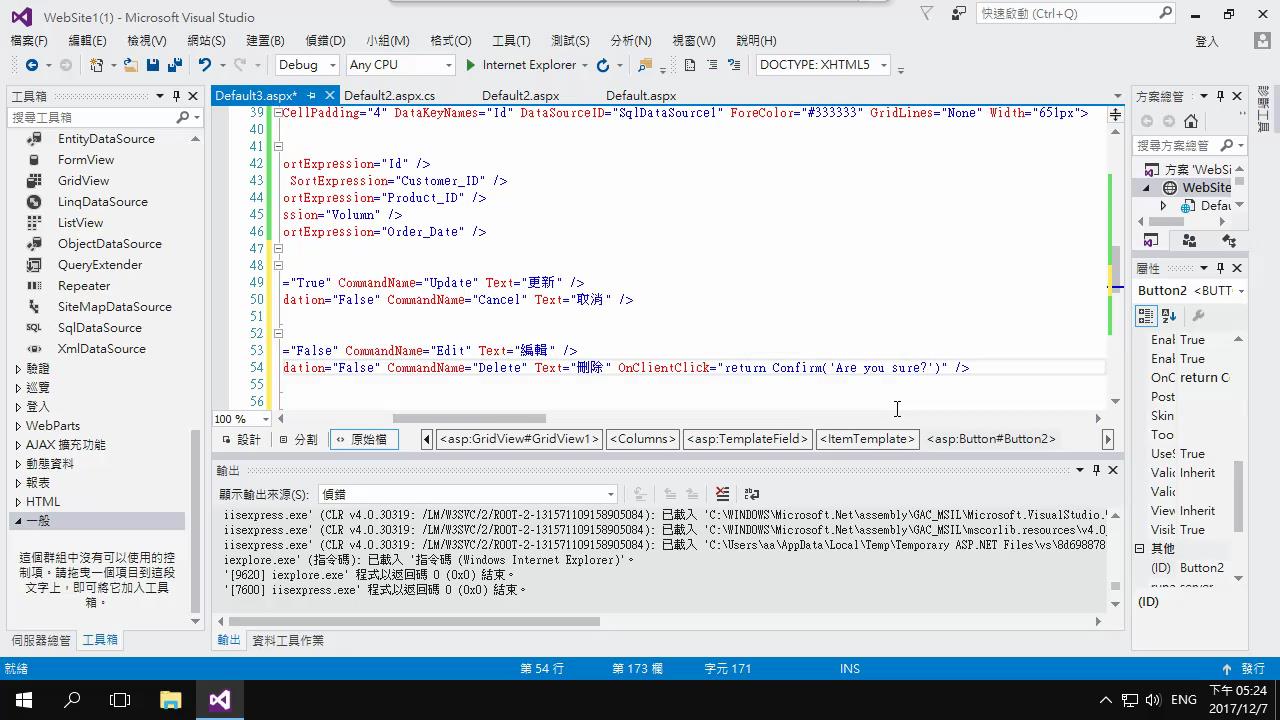 WebSite1(1) - Microsoft Visual Studio
快速啟動 (Ctrl+Q)
檔案(F) 編輯(E) 檢視(V) 網站(S) 建置(B) 偵錯(D) 小組(M) 格式(O) 工具(T) 測試(S) 分析(N) 視窗(W) 說明(H)
登入
Debug Any CPU Internet Explorer DOCTYPE: XHTML5
工具箱
搜尋工具箱
EntityDataSource
FormView
GridView
LinqDataSource
ListView
ObjectDataSource
QueryExtender
Repeater
SiteMapDataSource
SQL SqlDataSource
XmlDataSource
驗證
巡覽
登入
WebParts
AJAX 擴充功能
動態資料
報表
HTML
一般
這個群組中沒有可以使用的控
制項。請拖曳一個項目到這段
文字上，即可將它加入工具
箱。
伺服器總管 工具箱
Default3.aspx* Default2.aspx.cs Default2.aspx Default.aspx
39 CellPadding="4" DataKeyNames="Id" DataSourceID="SqlDataSource1" ForeColor="#333333" GridLines="None" Width="651px">
40
41
42 ortExpression="Id" />
43 SortExpression="Customer_ID" />
44 ortExpression="Product_ID" />
45 ssion="Volumn" />
46 ortExpression="Order_Date" />
47
48
49 ="True" CommandName="Update" Text="更新" />
50 dation="False" CommandName="Cancel" Text="取消" />
51
52
53 ="False" CommandName="Edit" Text="編輯" />
54 dation="False" CommandName="Delete" Text="刪除" OnClientClick="return Confirm('Are you sure?')" />
55
56
100 %
設計 分割 原始檔 <asp:GridView#GridView1> <Columns> <asp:TemplateField> <ItemTemplate> <asp:Button#Button2>
輸出
顯示輸出來源(S): 偵錯
iisexpress.exe' (CLR v4.0.30319: /LM/W3SVC/2/ROOT-2-131571109158905084): 已載入 'C:\WINDOWS\Microsoft.Net\assembly\GAC_MSIL\Microsoft.VisualStudio.
iisexpress.exe' (CLR v4.0.30319: /LM/W3SVC/2/ROOT-2-131571109158905084): 已載入 'C:\WINDOWS\Microsoft.Net\assembly\GAC_MSIL\mscorlib.resources\v4.0
iisexpress.exe' (CLR v4.0.30319: /LM/W3SVC/2/ROOT-2-131571109158905084): 已載入 'C:\Users\aa\AppData\Local\Temp\Temporary ASP.NET Files\vs\8d698878
iexplore.exe' (指令碼): 已載入 '指令碼 (Windows Internet Explorer)'。
'[9620] iexplore.exe' 程式以返回碼 0 (0x0) 結束。
'[7600] iisexpress.exe' 程式以返回碼 0 (0x0) 結束。
輸出 資料工具作業
方案總管
搜尋方案總管
方案 'WebSi
WebSite
Defau
屬性
Button2 <BUTT
Enab True
Enab True
OnC return C
Post
Skin
Tool
UseS True
Valid Inherit
Valid
View Inherit
Visib True
其他
(ID) Button2
runa server
(ID)
工具箱
就緒 第 54 行 第 173 欄 字元 171 INS 發行
ENG 下午 05:24
2017/12/7